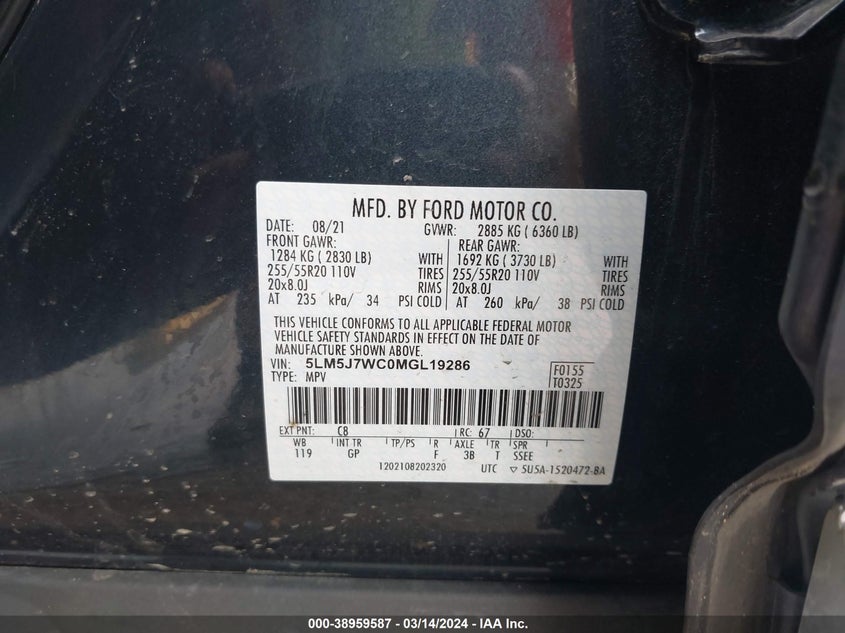 MFD. BY FORD MOTOR CO.
DATE: 08/21 GVWR: 2885 KG ( 6360 LB)
FRONT GAWR: REAR GAWR:
1284 KG ( 2830 LB) WITH 1692 KG ( 3730 LB) WITH
255/55R20 110V TIRES 255/55R20 110V TIRES
20x8.0J RIMS 20x8.0J RIMS
AT 235 kPa/ 34 PSI COLD AT 260 kPa/ 38 PSI COLD
THIS VEHICLE CONFORMS TO ALL APPLICABLE FEDERAL MOTOR
VEHICLE SAFETY STANDARDS IN EFFECT ON THE DATE OF
MANUFACTURE SHOWN ABOVE.
VIN: 5LM5J7WC0MGL19286 F0155
TYPE: MPV T0325
EXT PNT: C8 RC: 67 DSO:
WB INT TR TP/PS R AXLE TR SPR
119 GP F 3B T SSEE
1202108202320 UTC ▽ 5U5A-1520472-BA
000-38959587 - 03/14/2024 - IAA Inc.